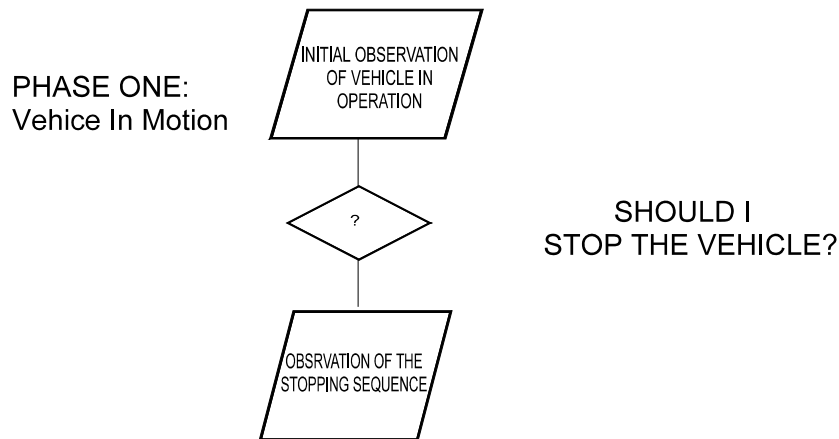 INITIAL OBSERVATION
OF VEHICLE IN
OPERATION
PHASE ONE:
Vehice In Motion
?
SHOULD I
STOP THE VEHICLE?
OBSRVATION OF THE
STOPPING SEQUENCE